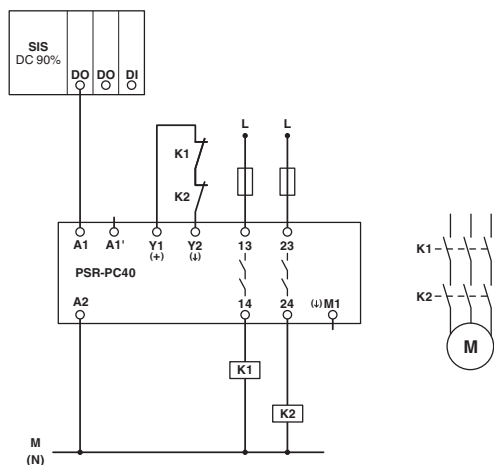 SIS
DC 90%
DO DO DI
L L
K1
K2
A1 A1' Y1 Y2 13 23
(+) (↓)
PSR-PC40
A2 14 24 (↓)M1
K1
K2
M
(N)
K1
K2
M